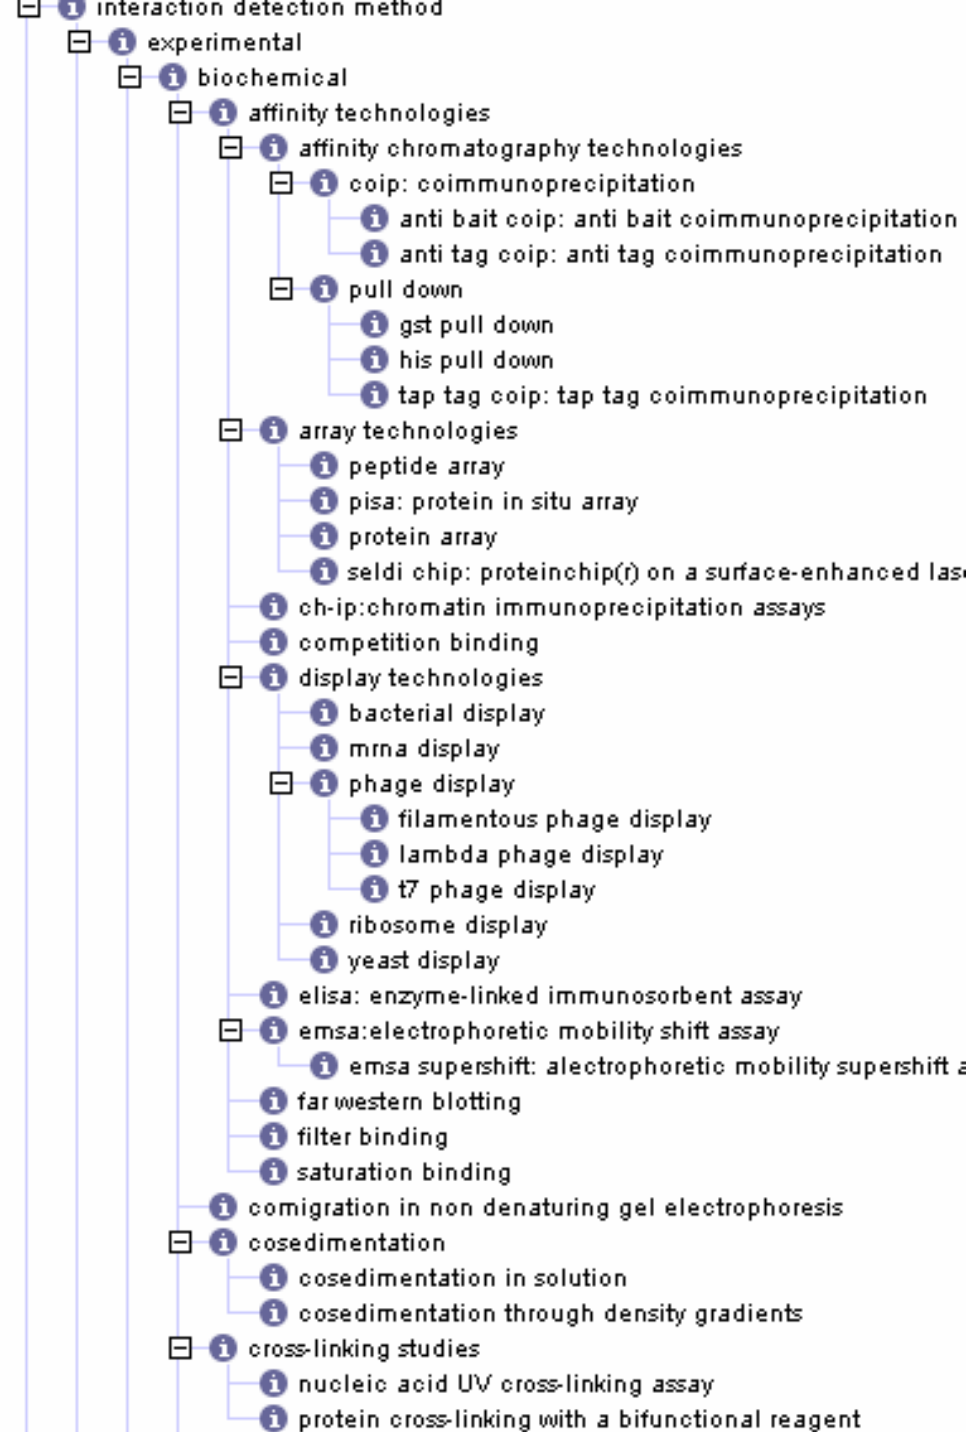 interaction detection method
experimental
biochemical
affinity technologies
affinity chromatography technologies
coip: coimmunoprecipitation
anti bait coip: anti bait coimmunoprecipitation
anti tag coip: anti tag coimmunoprecipitation
pull down
gst pull down
his pull down
tap tag coip: tap tag coimmunoprecipitation
array technologies
peptide array
pisa: protein in situ array
protein array
seldi chip: proteinchip(r) on a surface-enhanced
ch-ip:chromatin immunoprecipitation assays
competition binding
display technologies
bacterial display
mrna display
phage display
filamentous phage display
lambda phage display
t7 phage display
ribosome display
yeast display
elisa: enzyme-linked immunosorbent assay
emsa:electrophoretic mobility shift assay
emsa supershift: alectrophoretic mobility supershift
far western blotting
filter binding
saturation binding
comigration in non denaturing gel electrophoresis
cosedimentation
cosedimentation in solution
cosedimentation through density gradients
cross-linking studies
nucleic acid UV cross-linking assay
protein cross-linking with a bifunctional reagent